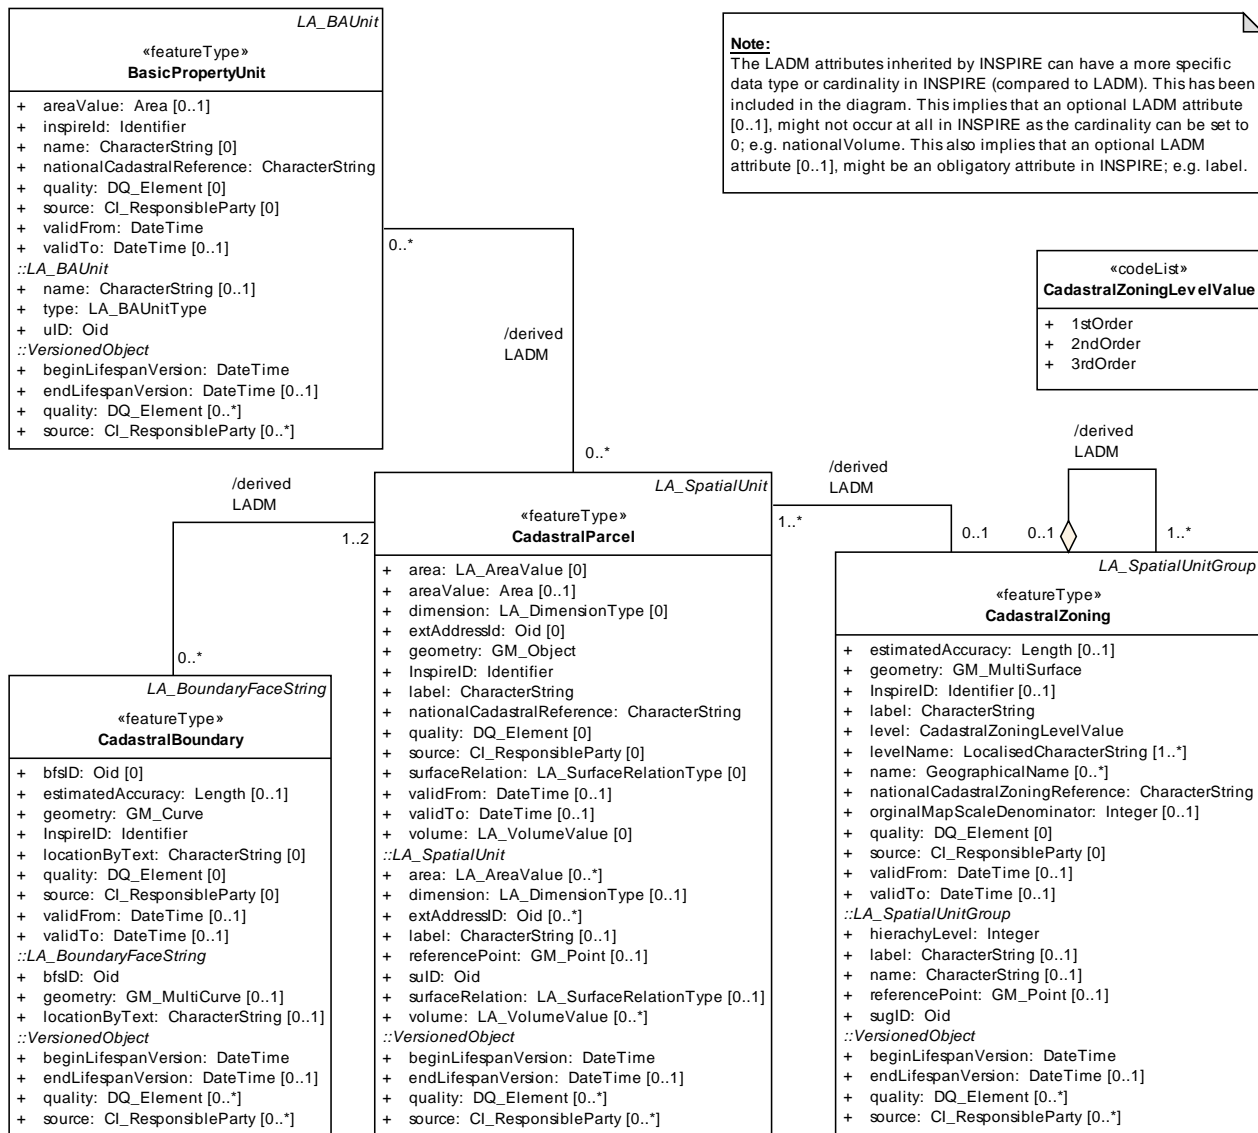 LA_BAUnit
«featureType»
BasicPropertyUnit
+ areaValue: Area [0..1]
+ inspireId: Identifier
+ name: CharacterString [0]
+ nationalCadastralReference: CharacterString
+ quality: DQ_Element [0]
+ source: CI_ResponsibleParty [0]
+ validFrom: DateTime
+ validTo: DateTime [0..1]
::LA_BAUnit
+ name: CharacterString [0..1]
+ type: LA_BAUnitType
+ uID: Oid
::VersionedObject
+ beginLifespanVersion: DateTime
+ endLifespanVersion: DateTime [0..1]
+ quality: DQ_Element [0..*]
+ source: CI_ResponsibleParty [0..*]
Note:
The LADM attributes inherited by INSPIRE can have a more specific
data type or cardinality in INSPIRE (compared to LADM). This has been
included in the diagram. This implies that an optional LADM attribute
[0..1], might not occur at all in INSPIRE as the cardinality can be set to
0; e.g. nationalVolume. This also implies that an optional LADM
attribute [0..1], might be an obligatory attribute in INSPIRE; e.g. label.
0..*
/derived
LADM
0..*
«codeList»
CadastralZoningLevelValue
+ 1stOrder
+ 2ndOrder
+ 3rdOrder
/derived
LADM
0..1
1..*
/derived
LADM
1..*
0..1
/derived
LADM
1..2
0..*
LA_BoundaryFaceString
«featureType»
CadastralBoundary
+ bfsID: Oid [0]
+ estimatedAccuracy: Length [0..1]
+ geometry: GM_Curve
+ InspireID: Identifier
+ locationByText: CharacterString [0]
+ quality: DQ_Element [0]
+ source: CI_ResponsibleParty [0]
+ validFrom: DateTime [0..1]
+ validTo: DateTime [0..1]
::LA_BoundaryFaceString
+ bfsID: Oid
+ geometry: GM_MultiCurve [0..1]
+ locationByText: CharacterString [0..1]
::VersionedObject
+ beginLifespanVersion: DateTime
+ endLifespanVersion: DateTime [0..1]
+ quality: DQ_Element [0..*]
+ source: CI_ResponsibleParty [0..*]
LA_SpatialUnit
«featureType»
CadastralParcel
+ area: LA_AreaValue [0]
+ areaValue: Area [0..1]
+ dimension: LA_DimensionType [0]
+ extAddressId: Oid [0]
+ geometry: GM_Object
+ InspireID: Identifier
+ label: CharacterString
+ nationalCadastralReference: CharacterString
+ quality: DQ_Element [0]
+ source: CI_ResponsibleParty [0]
+ surfaceRelation: LA_SurfaceRelationType [0]
+ validFrom: DateTime [0..1]
+ validTo: DateTime [0..1]
+ volume: LA_VolumeValue [0]
::LA_SpatialUnit
+ area: LA_AreaValue [0..*]
+ dimension: LA_DimensionType [0..1]
+ extAddressID: Oid [0..*]
+ label: CharacterString [0..1]
+ referencePoint: GM_Point [0..1]
+ suID: Oid
+ surfaceRelation: LA_SurfaceRelationType [0..1]
+ volume: LA_VolumeValue [0..*]
::VersionedObject
+ beginLifespanVersion: DateTime
+ endLifespanVersion: DateTime [0..1]
+ quality: DQ_Element [0..*]
+ source: CI_ResponsibleParty [0..*]
LA_SpatialUnitGroup
«featureType»
CadastralZoning
+ estimatedAccuracy: Length [0..1]
+ geometry: GM_MultiSurface
+ InspireID: Identifier [0..1]
+ label: CharacterString
+ level: CadastralZoningLevelValue
+ levelName: LocalisedCharacterString [1..*]
+ name: GeographicalName [0..*]
+ nationalCadastralZoningReference: CharacterString
+ orginalMapScaleDenominator: Integer [0..1]
+ quality: DQ_Element [0]
+ source: CI_ResponsibleParty [0]
+ validFrom: DateTime [0..1]
+ validTo: DateTime [0..1]
::LA_SpatialUnitGroup
+ hierachyLevel: Integer
+ label: CharacterString [0..1]
+ name: CharacterString [0..1]
+ referencePoint: GM_Point [0..1]
+ sugID: Oid
::VersionedObject
+ beginLifespanVersion: DateTime
+ endLifespanVersion: DateTime [0..1]
+ quality: DQ_Element [0..*]
+ source: CI_ResponsibleParty [0..*]